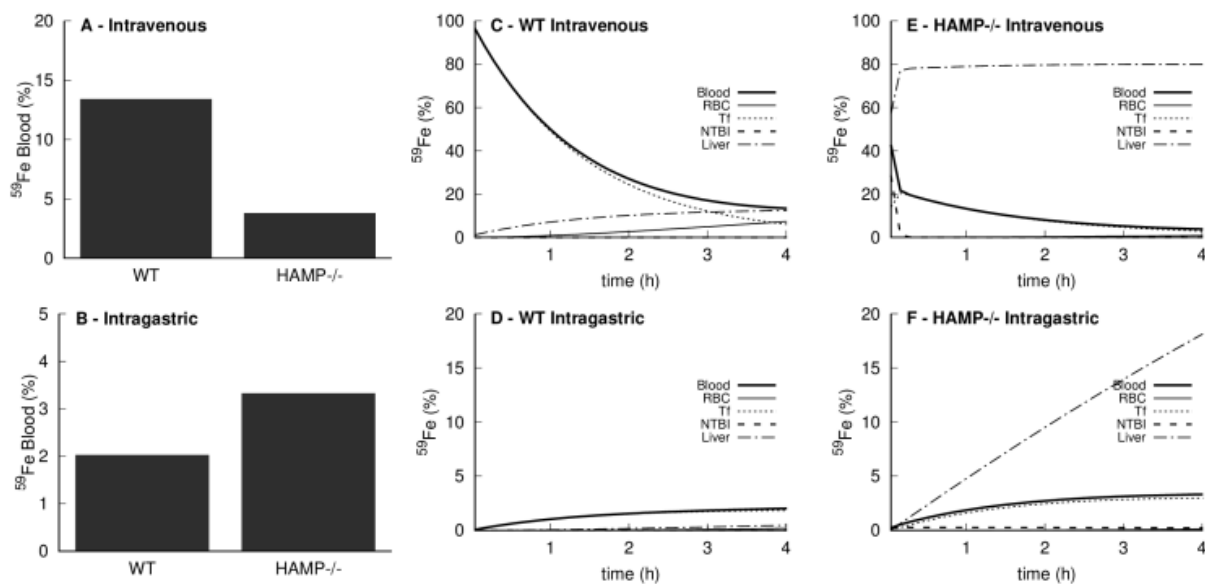 A - Intravenous
⁵⁹Fe Blood (%)
20
15
10
5
0
WT HAMP-/-
C - WT Intravenous
⁵⁹Fe (%)
100
80
60
40
20
0
Blood
RBC
Tf
NTBI
Liver
1 2 3 4
time (h)
E - HAMP-/- Intravenous
⁵⁹Fe (%)
100
80
60
40
20
0
Blood
RBC
Tf
NTBI
Liver
1 2 3 4
time (h)
B - Intragastric
⁵⁹Fe Blood (%)
5
4
3
2
1
0
WT HAMP-/-
D - WT Intragastric
⁵⁹Fe (%)
20
15
10
5
0
Blood
RBC
Tf
NTBI
Liver
1 2 3 4
time (h)
F - HAMP-/- Intragastric
⁵⁹Fe (%)
20
15
10
5
0
Blood
RBC
Tf
NTBI
Liver
1 2 3 4
time (h)